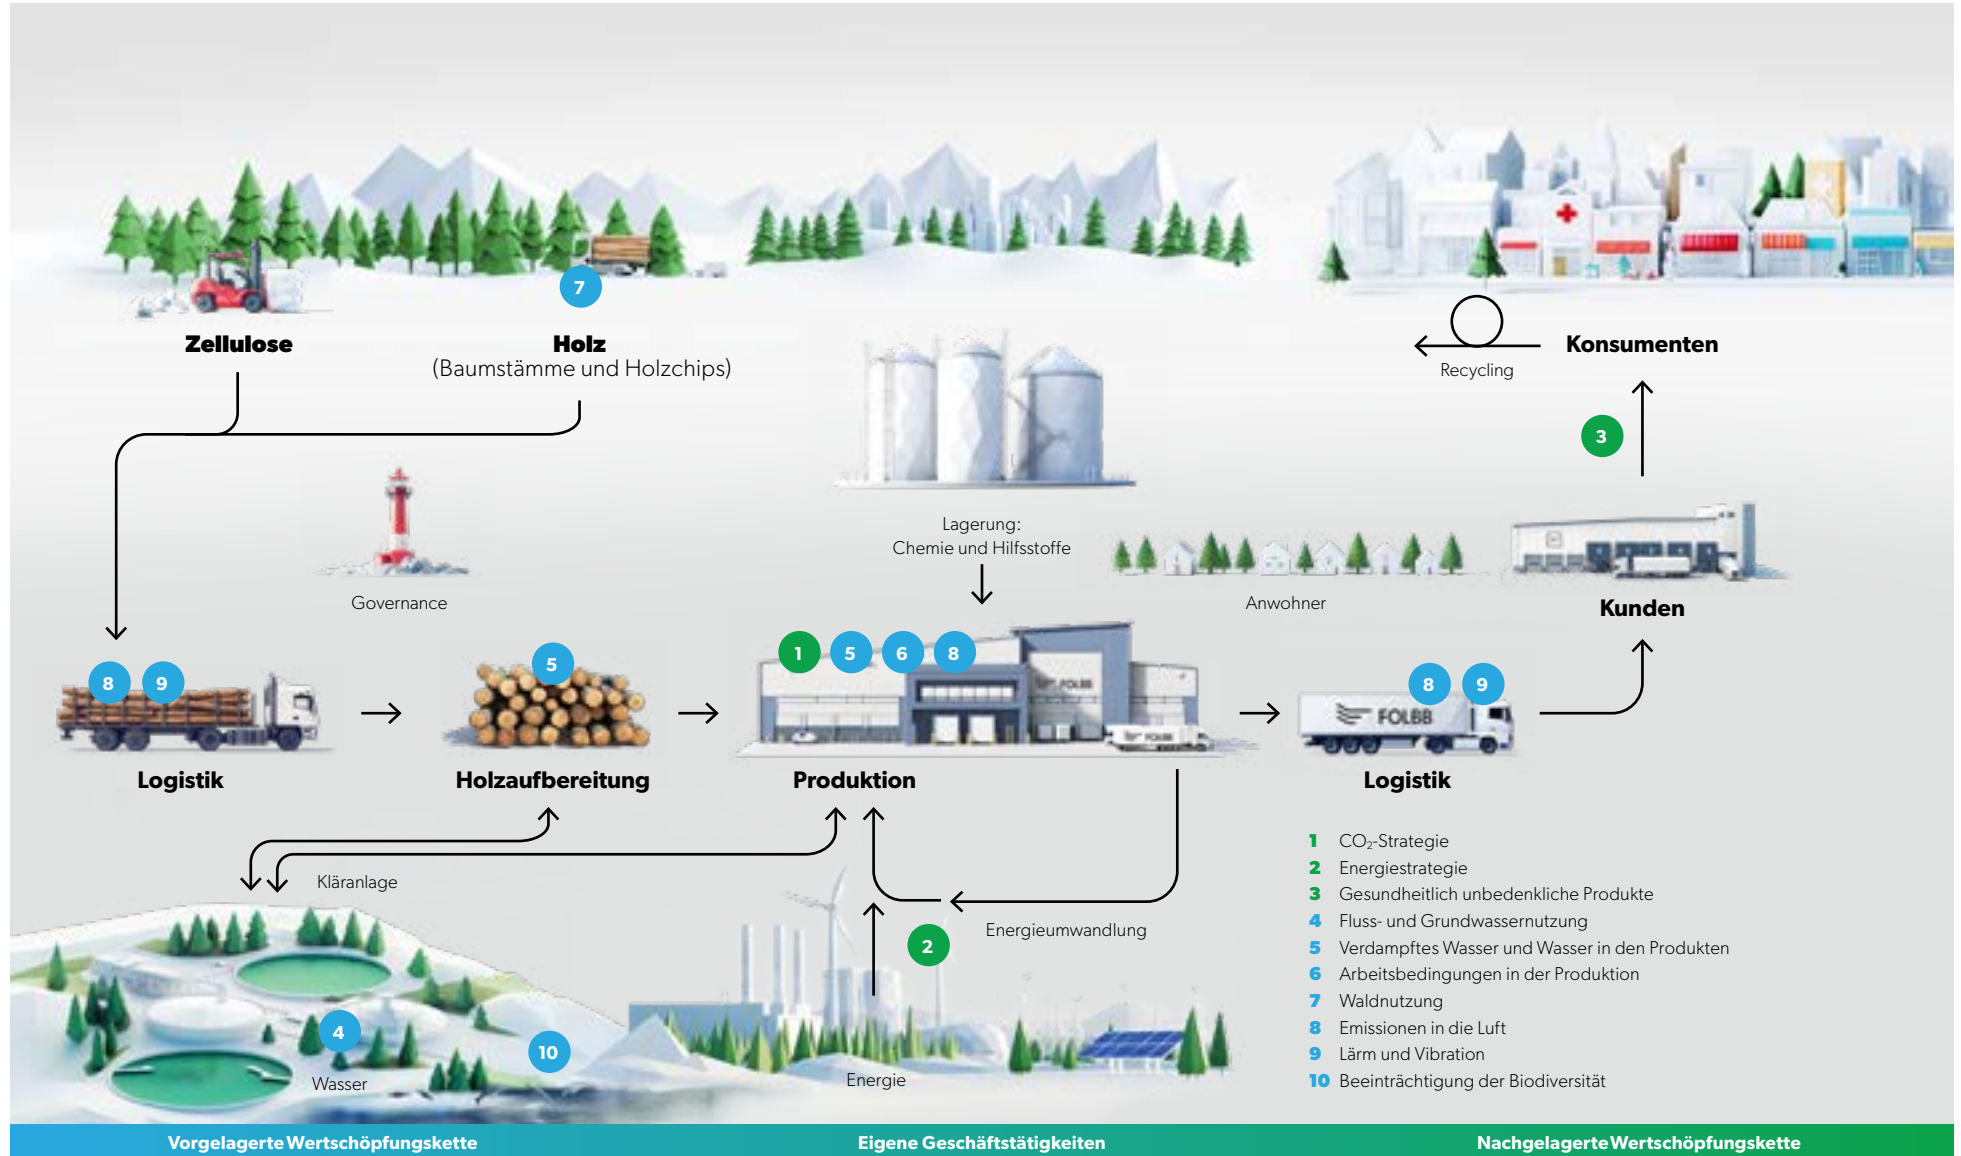 7
Zellulose
Holz
(Baumstämme und Holzchips)
Konsumenten
Recycling
3
Lagerung:
Chemie und Hilfsstoffe
Governance
Anwohner
Kunden
8 9
5
1 5 6 8
FOLBB
FOLBB
8 9
FOLBB
Logistik
Holzaufbereitung
Produktion
Logistik
Kläranlage
Energieumwandlung
2
4
10
Wasser
Energie
1 CO₂-Strategie
2 Energiestrategie
3 Gesundheitlich unbedenkliche Produkte
4 Fluss- und Grundwassernutzung
5 Verdampftes Wasser und Wasser in den Produkten
6 Arbeitsbedingungen in der Produktion
7 Waldnutzung
8 Emissionen in die Luft
9 Lärm und Vibration
10 Beeinträchtigung der Biodiversität
Vorgelagerte Wertschöpfungskette
Eigene Geschäftstätigkeiten
Nachgelagerte Wertschöpfungskette